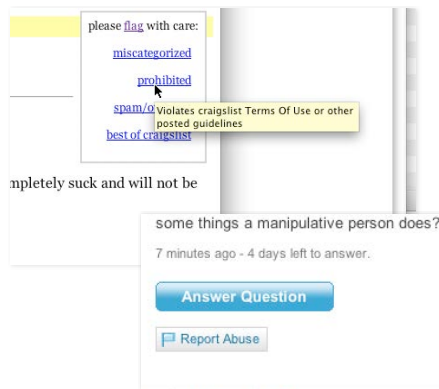 please flag with care:
miscategorized
prohibited
spam/o
Violates craigslist Terms Of Use or other
posted guidelines
best of craigslist
mpletely suck and will not be
some things a manipulative person does?
7 minutes ago - 4 days left to answer.
Answer Question
Report Abuse